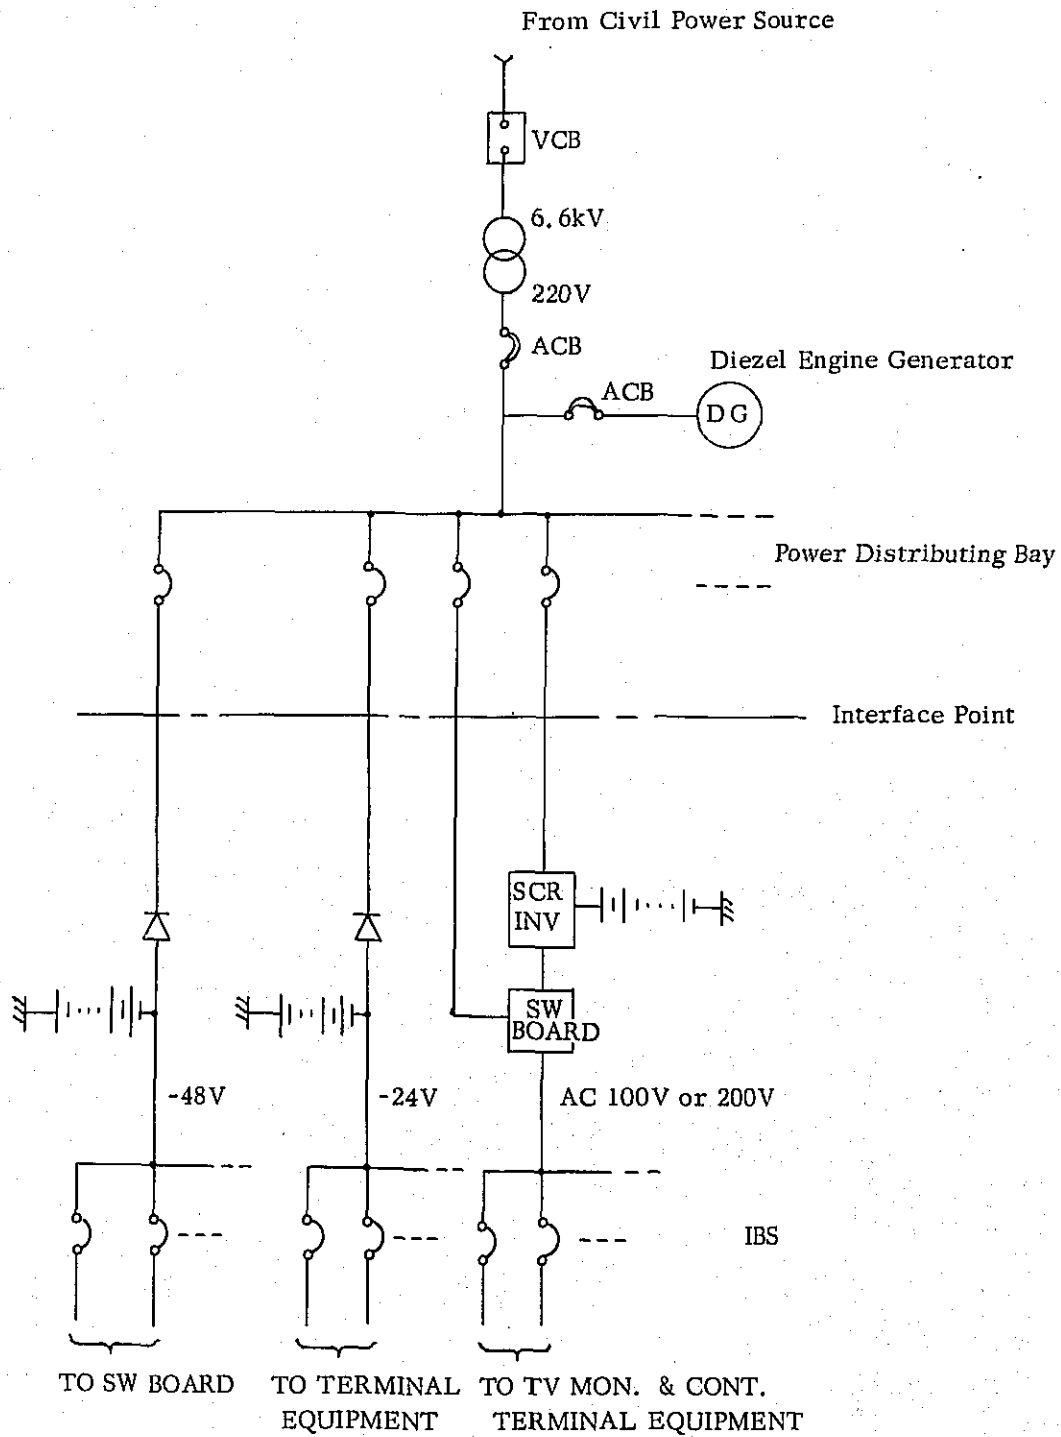 From Civil Power Source
VCB
6.6kV
220V
ACB
Diezel Engine Generator
ACB
DG
Power Distributing Bay
Interface Point
SCR
INV
SW
BOARD
-48V
-24V
AC 100V or 200V
IBS
TO SW BOARD
TO TERMINAL
EQUIPMENT
TO TV MON. & CONT.
TERMINAL EQUIPMENT